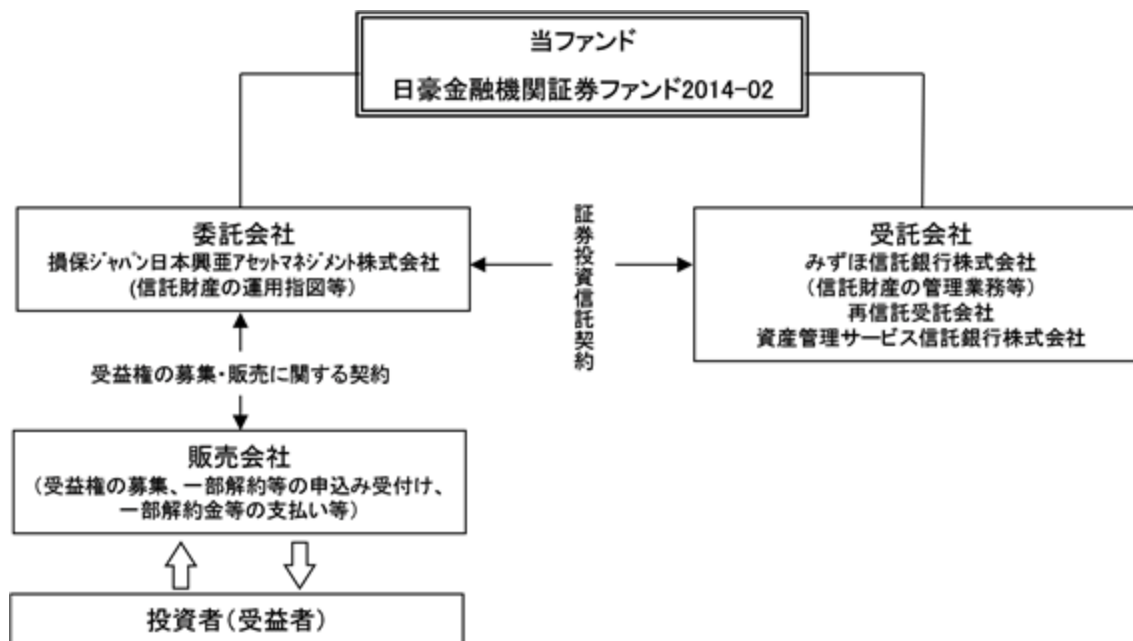 当ファンド
日豪金融機関証券ファンド2014-02
委託会社
損保ｼﾞｬﾊﾟﾝ日本興亜ｱｾｯﾄﾏﾈｼﾞﾒﾝﾄ株式会社
(信託財産の運用指図等)
証券投資信託契約
受託会社
みずほ信託銀行株式会社
(信託財産の管理業務等)
再信託受託会社
資産管理サービス信託銀行株式会社
受益権の募集・販売に関する契約
販売会社
(受益権の募集、一部解約等の申込み受付け、
一部解約金等の支払い等)
投資者(受益者)